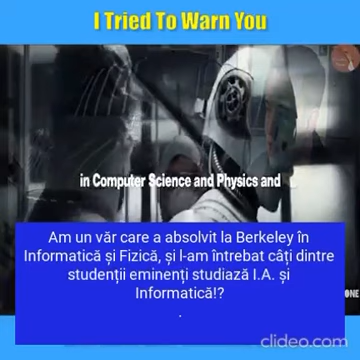 I Tried To Warn You
in Computer Science and Physics and
Am un văr care a absolvit la Berkeley în
Informatică și Fizică, și l-am întrebat câți dintre
studenții eminenți studiază I.A. și
Informatică!?
.
ONE
clideo.com